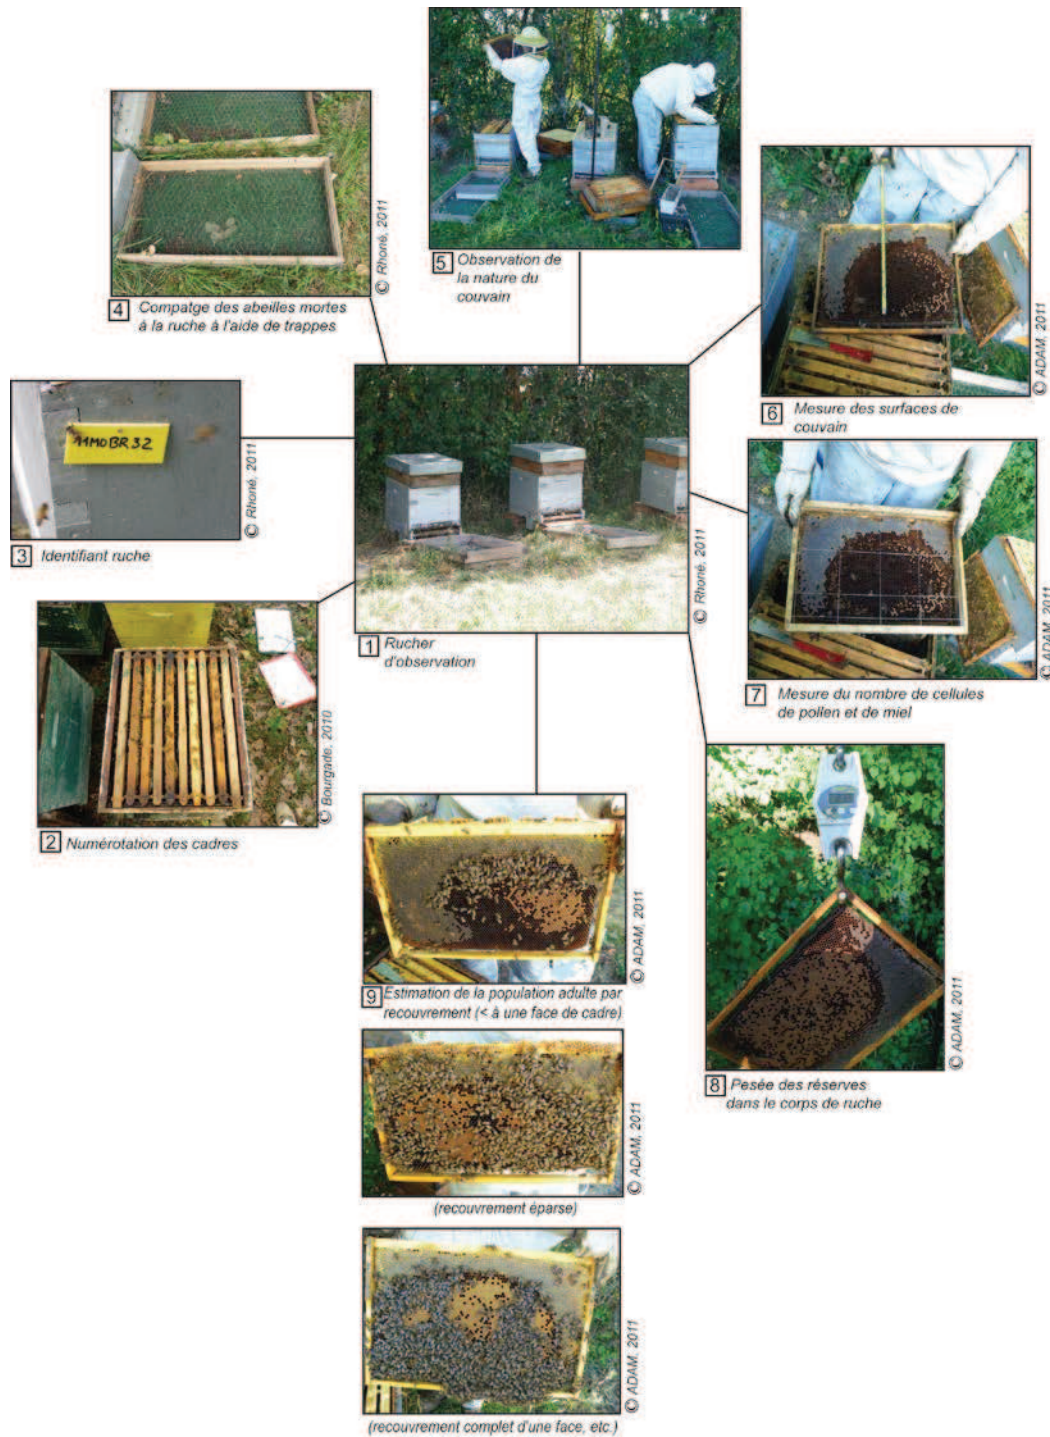 5 Observation de
la nature du
couvain
© Rhoné, 2011
4 Compatge des abeilles mortes
à la ruche à l'aide de trappes
© ADAM, 2011
6 Mesure des surfaces de
couvain
11MOBR32
© Rhoné, 2011
3 Identifiant ruche
© Rhoné, 2011
1 Rucher
d'observation
© ADAM, 2011
7 Mesure du nombre de cellules
de pollen et de miel
© Bourgade, 2010
2 Numérotation des cadres
© ADAM, 2011
9 Estimation de la population adulte par
recouvrement (< à une face de cadre)
© ADAM, 2011
8 Pesée des réserves
dans le corps de ruche
© ADAM, 2011
(recouvrement éparse)
© ADAM, 2011
(recouvrement complet d'une face, etc.)